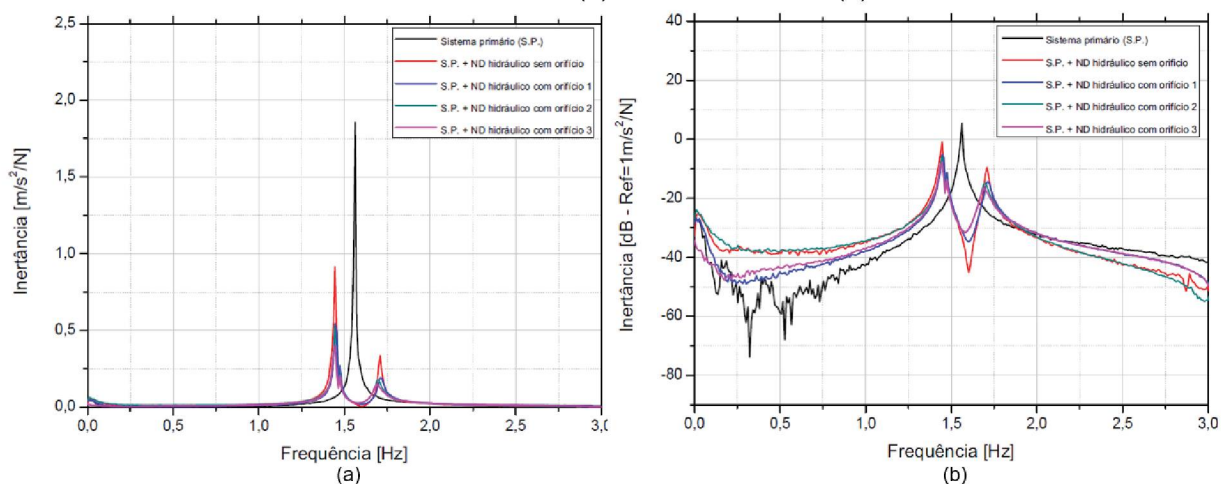 2,5
2,0
1,5
1,0
0,5
0,0
Inertância [m/s²/N]
Sistema primário (S.P.)
S.P. + ND hidráulico sem orifício
S.P. + ND hidráulico com orifício 1
S.P. + ND hidráulico com orifício 2
S.P. + ND hidráulico com orifício 3
0,0 0,5 1,0 1,5 2,0 2,5 3,0
Frequência [Hz]
(a)
40
20
0
-20
-40
-60
-80
Inertância [dB - Ref=1m/s²/N]
Sistema primário (S.P.)
S.P. + ND hidráulico sem orifício
S.P. + ND hidráulico com orifício 1
S.P. + ND hidráulico com orifício 2
S.P. + ND hidráulico com orifício 3
0,0 0,5 1,0 1,5 2,0 2,5 3,0
Frequência [Hz]
(b)